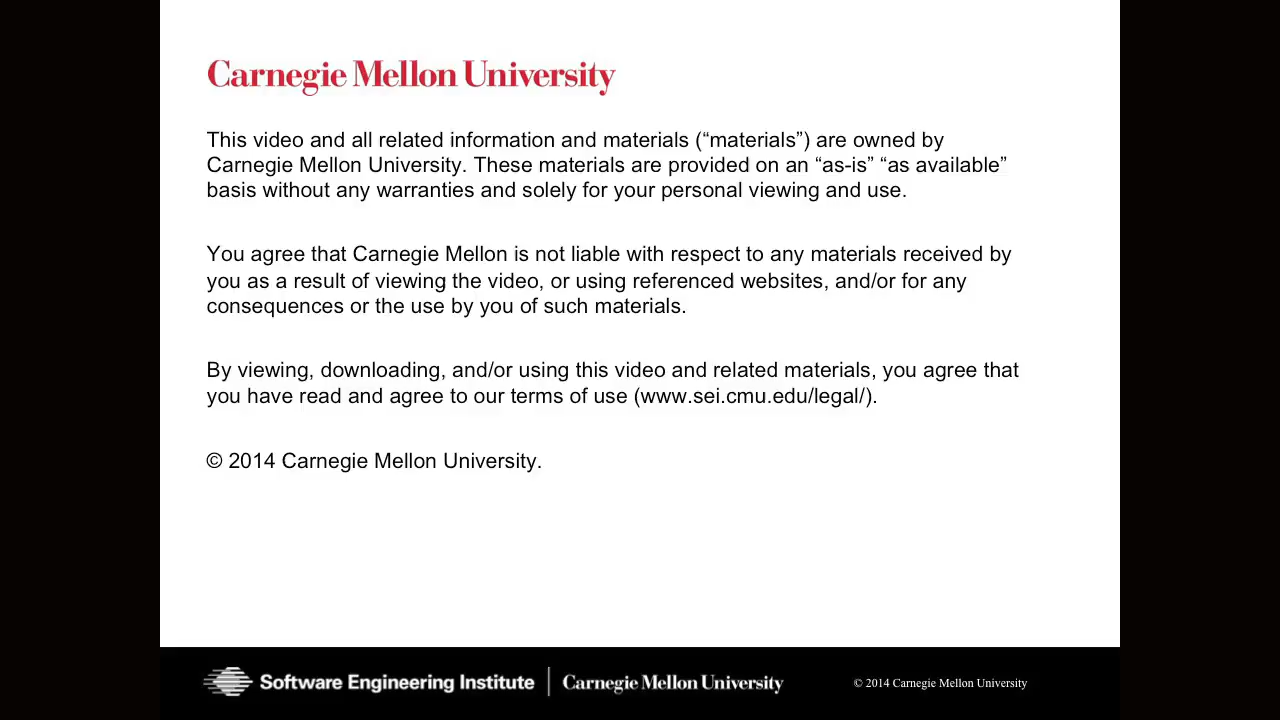 Carnegie Mellon University
This video and all related information and materials (“materials”) are owned by
Carnegie Mellon University. These materials are provided on an “as-is” “as available”
basis without any warranties and solely for your personal viewing and use.
You agree that Carnegie Mellon is not liable with respect to any materials received by
you as a result of viewing the video, or using referenced websites, and/or for any
consequences or the use by you of such materials.
By viewing, downloading, and/or using this video and related materials, you agree that
you have read and agree to our terms of use (www.sei.cmu.edu/legal/).
© 2014 Carnegie Mellon University.
Software Engineering Institute | Carnegie Mellon University © 2014 Carnegie Mellon University